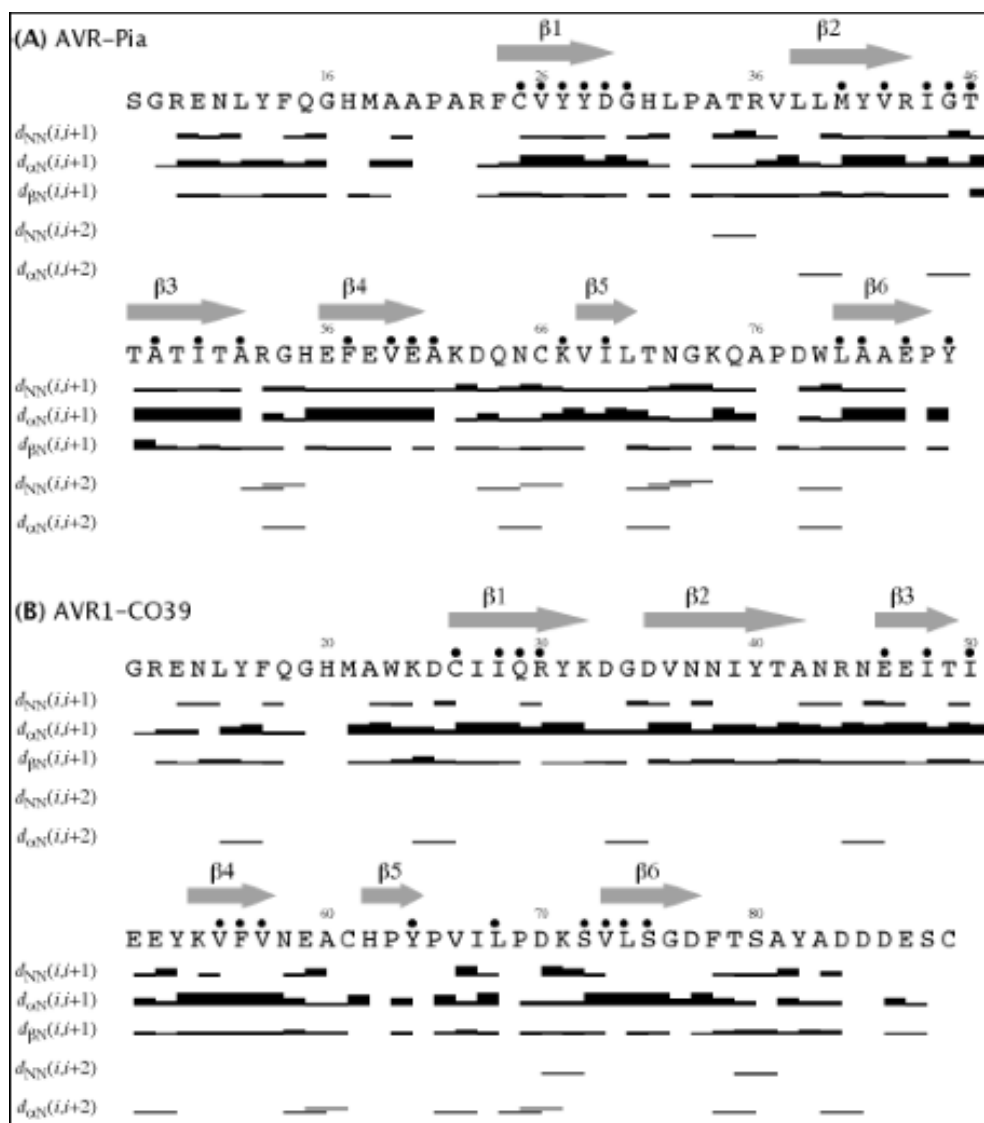 (A) AVR-Pia
β1 β2
16 26 36 46
SGRENLYFQGHMAAPARFCVYYDGHLPATRVLLMYVRIGT
dNN(i,i+1)
dαN(i,i+1)
dβN(i,i+1)
dNN(i,i+2)
dαN(i,i+2)
β3 β4 β5 β6
56 66 76
TATITARGHEFEVEAKDQNCKVILTNGKQAPDWLAAEPY
dNN(i,i+1)
dαN(i,i+1)
dβN(i,i+1)
dNN(i,i+2)
dαN(i,i+2)
(B) AVR1-CO39
β1 β2 β3
20 30 40 50
GRENLYFQGHMAWKDCIIQRYKDGDVNNIYTANRNEEITI
dNN(i,i+1)
dαN(i,i+1)
dβN(i,i+1)
dNN(i,i+2)
dαN(i,i+2)
β4 β5 β6
60 70 80
EEYKVFVNEACHPYPVILPDKSVLSGDFTSAYADDDESC
dNN(i,i+1)
dαN(i,i+1)
dβN(i,i+1)
dNN(i,i+2)
dαN(i,i+2)